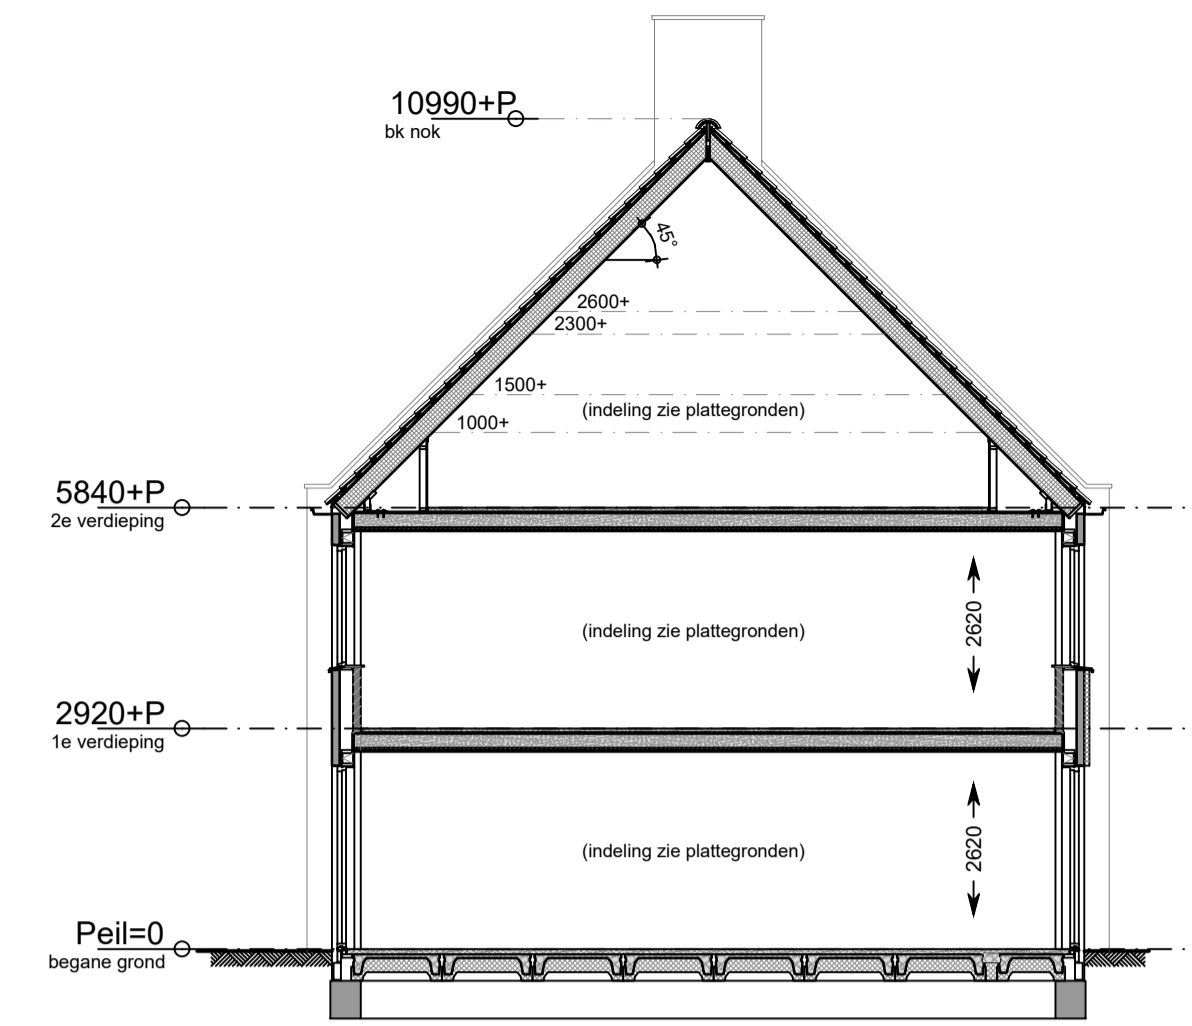 10990+P
bk nok
45°
2600+
2300+
1500+
(indeling zie plattegronden)
1000+
5840+P
2e verdieping
2620
(indeling zie plattegronden)
2920+P
1e verdieping
2620
(indeling zie plattegronden)
Peil=0
begane grond